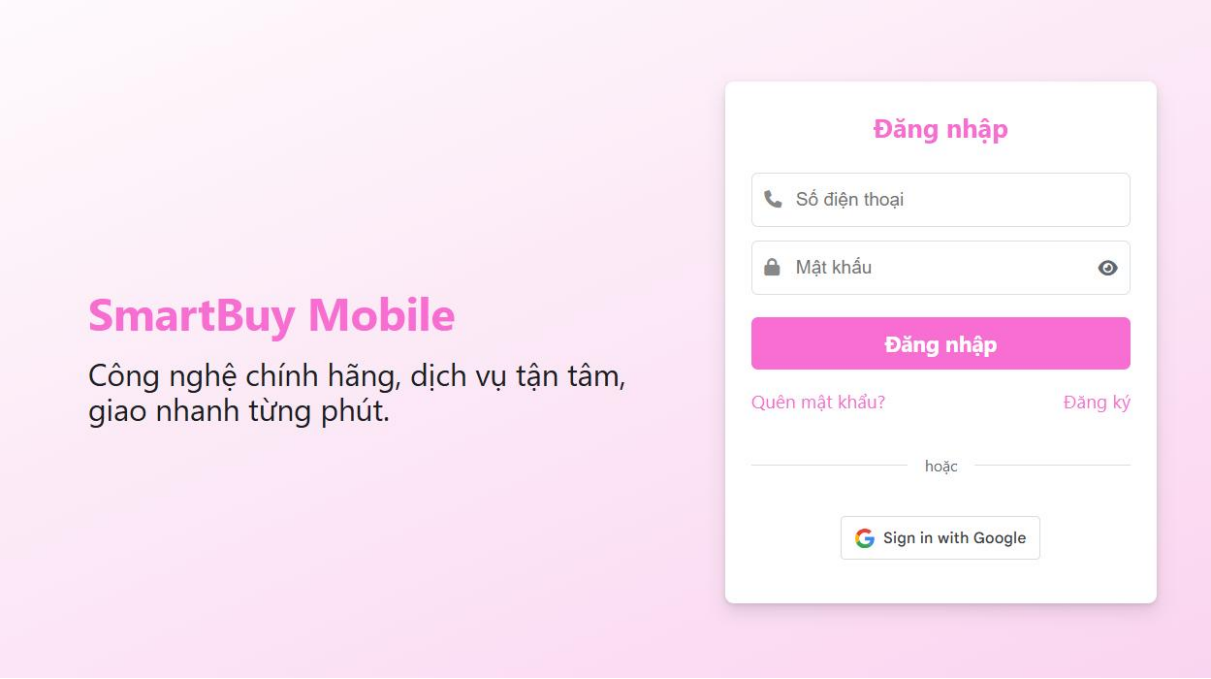 SmartBuy Mobile
Công nghệ chính hãng, dịch vụ tận tâm,
giao nhanh từng phút.
Đăng nhập
Số điện thoại
Mật khẩu
Đăng nhập
Quên mật khẩu? Đăng ký
hoặc
Sign in with Google